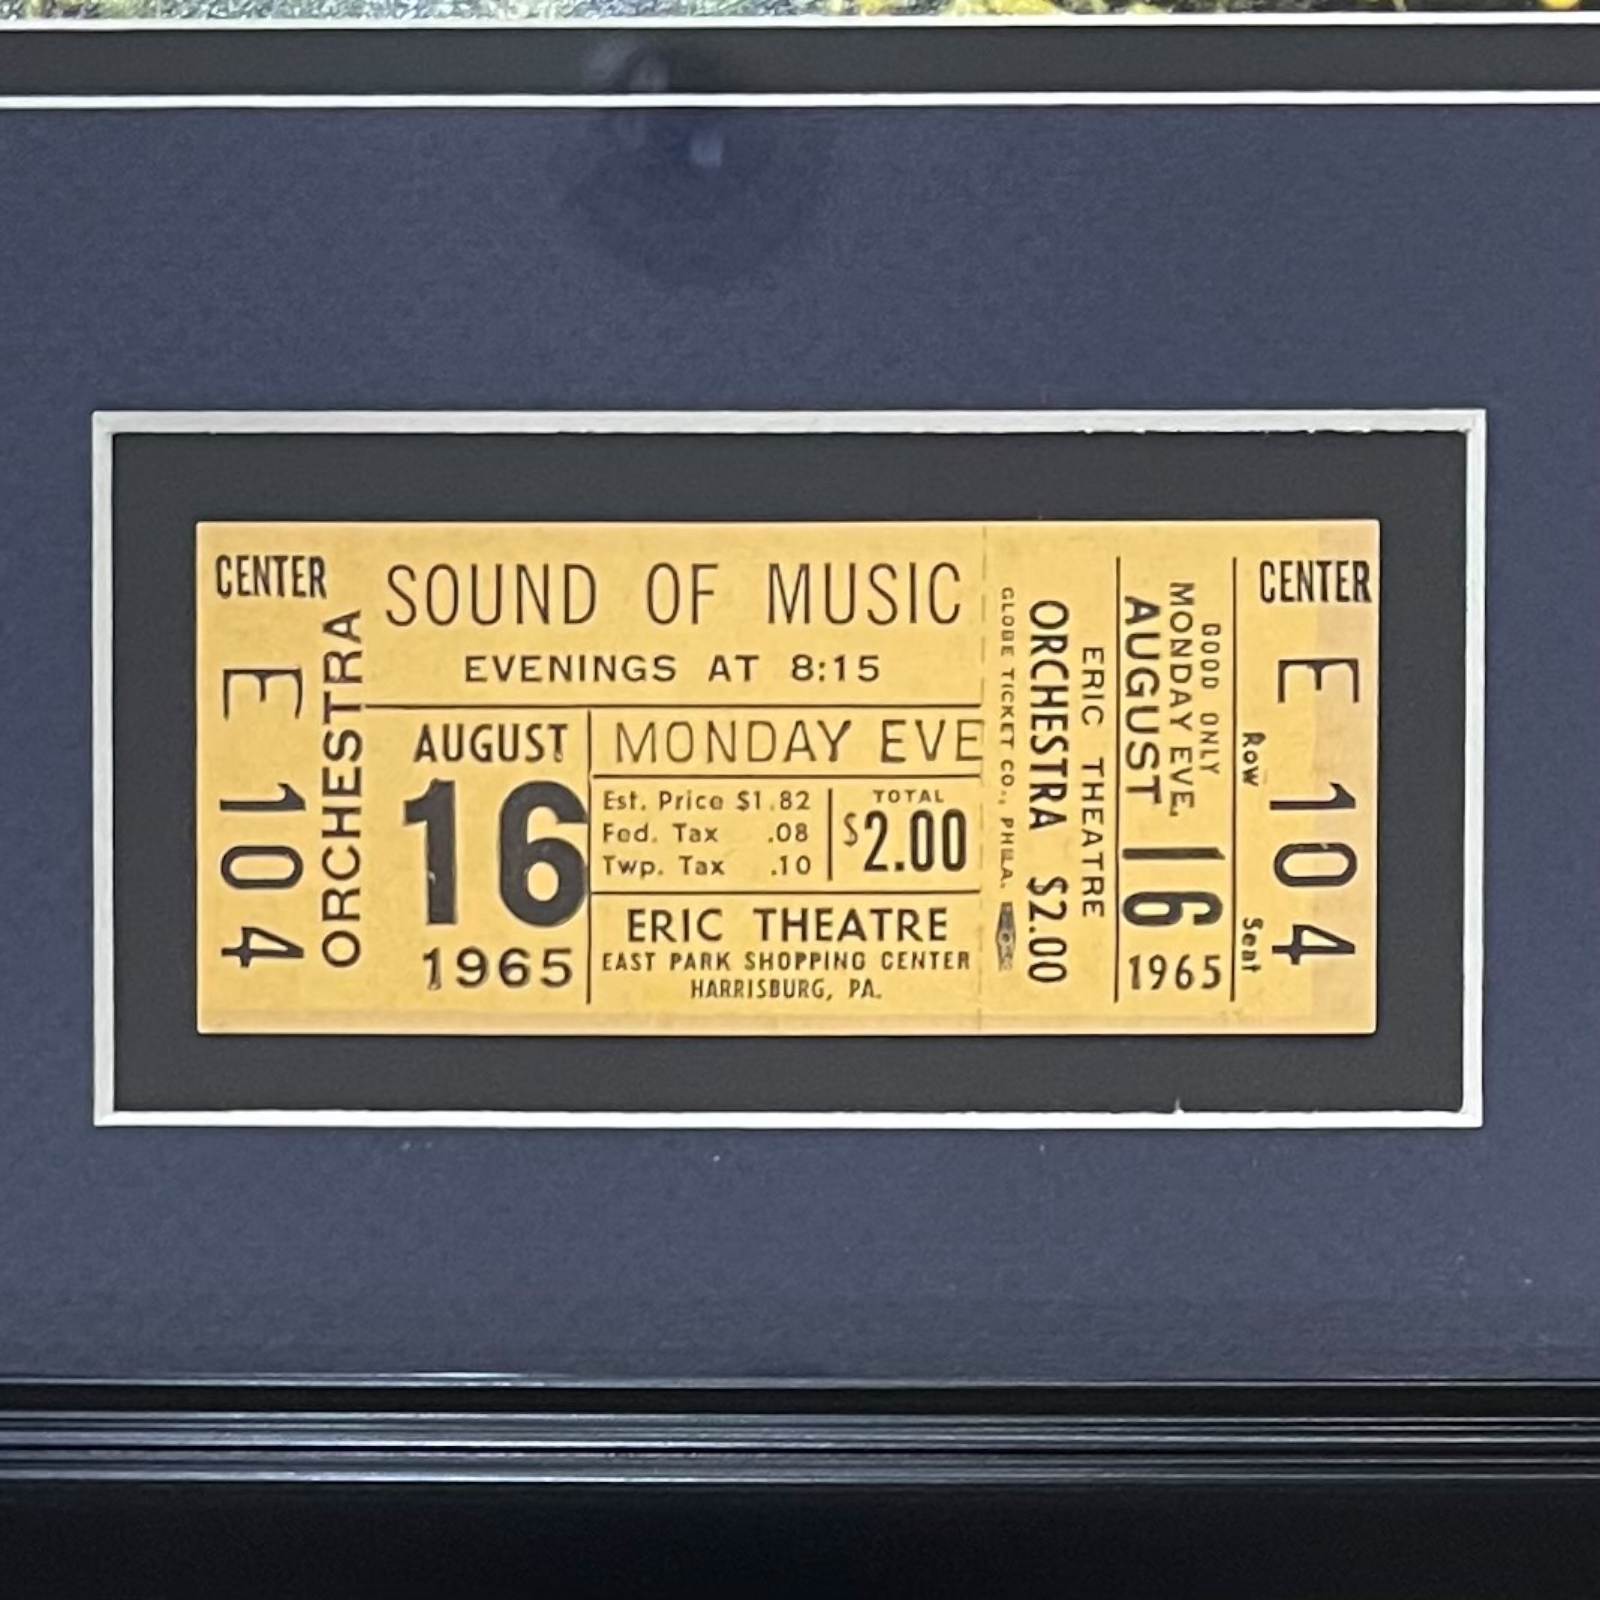 CENTER
E 104
ORCHESTRA
SOUND OF MUSIC
EVENINGS AT 8:15
AUGUST
16
1965
MONDAY EVE
Est. Price $1.82
Fed. Tax .08
Twp. Tax .10
TOTAL
$2.00
ERIC THEATRE
EAST PARK SHOPPING CENTER
HARRISBURG, PA.
GLOBE TICKET CO., PHILA.
ORCHESTRA $2.00
ERIC THEATRE
GOOD ONLY
MONDAY EVE.
AUGUST
16
1965
Row
Seat
CENTER
E 104